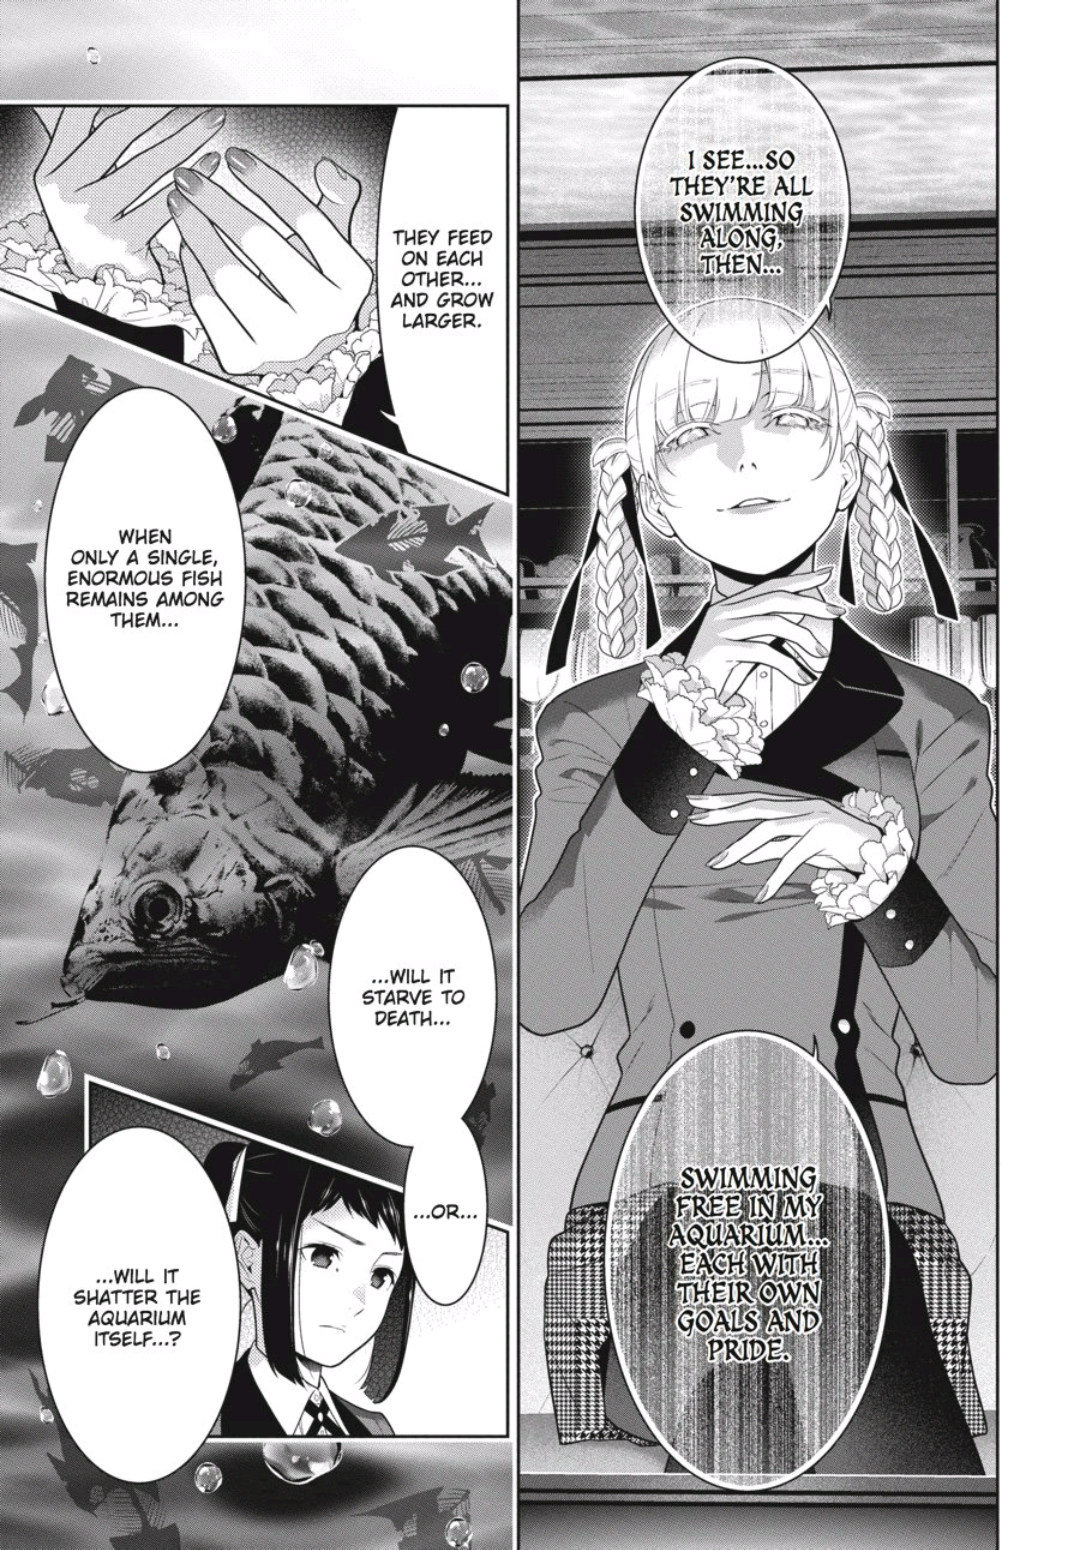 I SEE...SO
THEY'RE ALL
SWIMMING
ALONG,
THEN...
SWIMMING
FREE IN MY
AQUARIUM...
EACH WITH
THEIR OWN
GOALS AND
PRIDE.
THEY FEED
ON EACH
OTHER...
AND GROW
LARGER.
WHEN
ONLY A SINGLE,
ENORMOUS FISH
REMAINS AMONG
THEM...
...WILL IT
STARVE TO
DEATH...
...OR...
...WILL IT
SHATTER THE
AQUARIUM
ITSELF...?